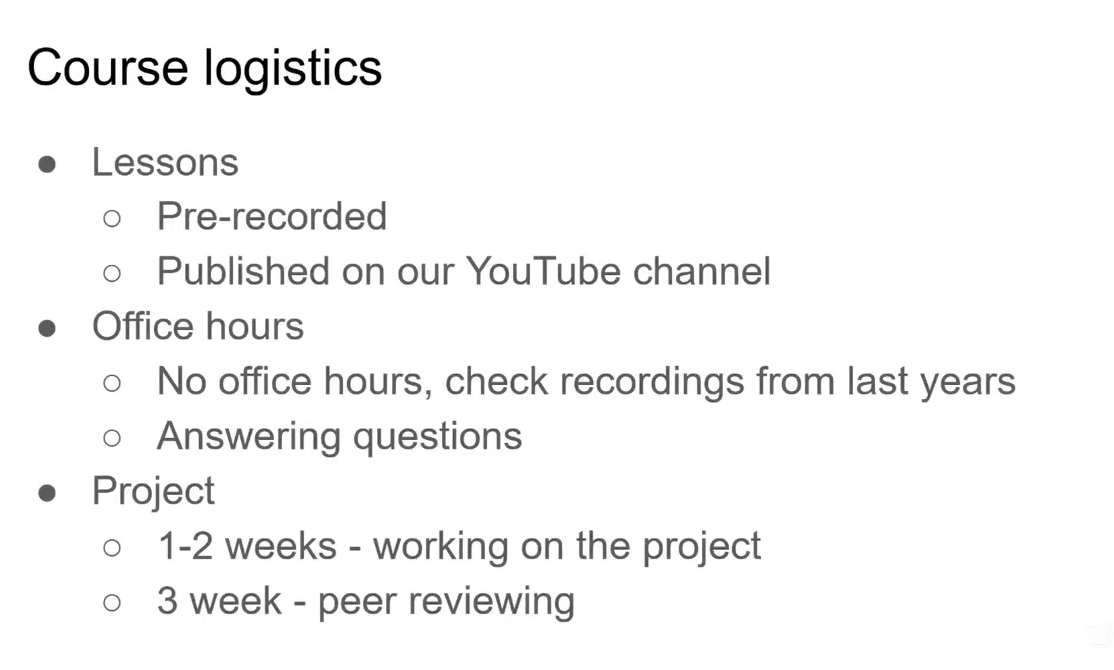 Course logistics
● Lessons
○ Pre-recorded
○ Published on our YouTube channel
● Office hours
○ No office hours, check recordings from last years
○ Answering questions
● Project
○ 1-2 weeks - working on the project
○ 3 week - peer reviewing